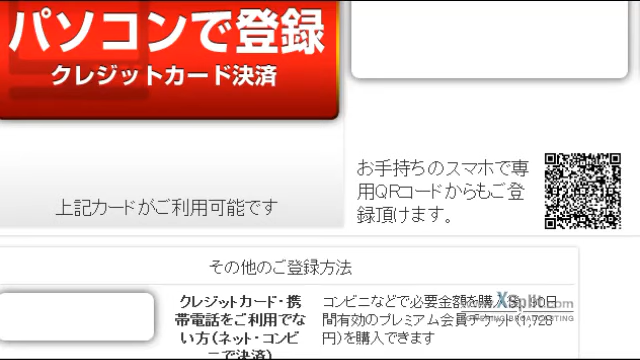 パソコンで登録
クレジットカード決済
上記カードがご利用可能です
お手持ちのスマホで専
用QRコードからもご登
録頂けます。
その他のご登録方法
クレジットカード・携
帯電話をご利用でな
い方（ネット・コンビ
ニで決済）
コンビニなどで必要金額を購入し、90日
間有効のプレミアム会員チケット（1,728
円）を購入できます
XSplit.com